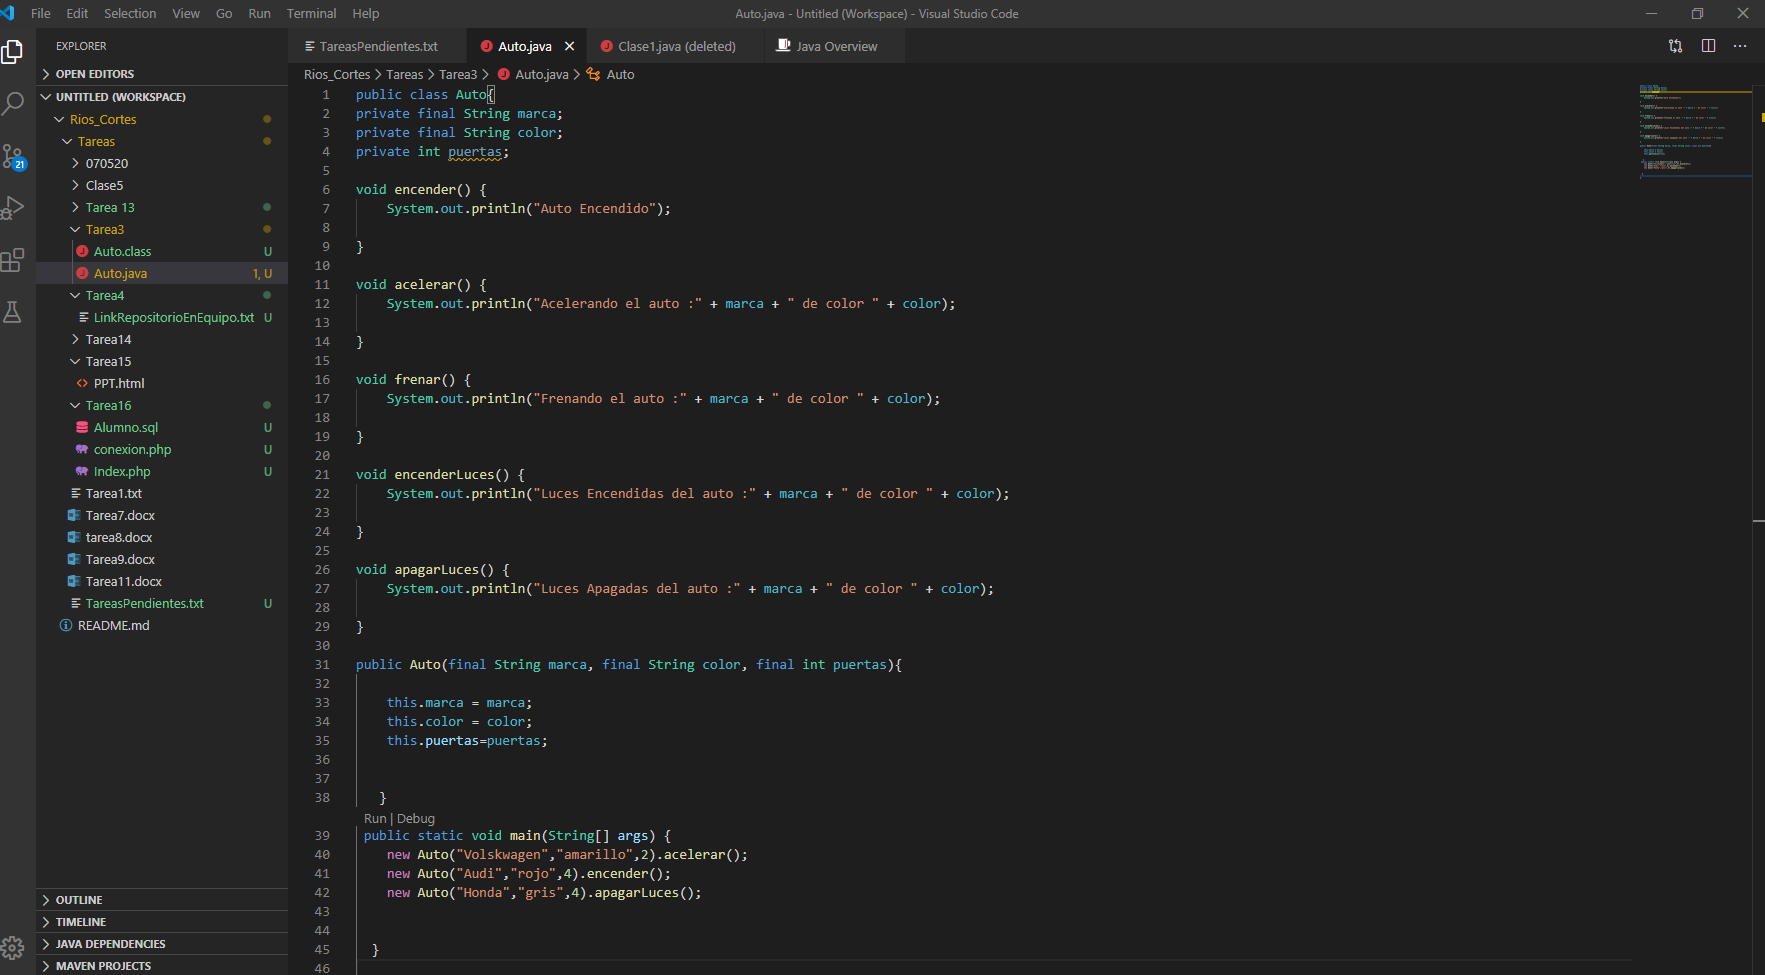 File Edit Selection View Go Run Terminal Help
Auto.java - Untitled (Workspace) - Visual Studio Code
EXPLORER
OPEN EDITORS
UNTITLED (WORKSPACE)
Rios_Cortes
Tareas
070520
Clase5
Tarea 13
Tarea3
Auto.class U
Auto.java 1, U
Tarea4
LinkRepositorioEnEquipo.txt U
Tarea14
Tarea15
PPT.html
Tarea16
Alumno.sql U
conexion.php U
Index.php U
Tarea1.txt
Tarea7.docx
tarea8.docx
Tarea9.docx
Tarea11.docx
TareasPendientes.txt U
README.md
OUTLINE
TIMELINE
JAVA DEPENDENCIES
MAVEN PROJECTS
21
TareasPendientes.txt Auto.java Clase1.java (deleted) Java Overview
Rios_Cortes > Tareas > Tarea3 > Auto.java > Auto
1 public class Auto{
2 private final String marca;
3 private final String color;
4 private int puertas;
5
6 void encender() {
7 System.out.println("Auto Encendido");
8
9 }
10
11 void acelerar() {
12 System.out.println("Acelerando el auto :" + marca + " de color " + color);
13
14 }
15
16 void frenar() {
17 System.out.println("Frenando el auto :" + marca + " de color " + color);
18
19 }
20
21 void encenderLuces() {
22 System.out.println("Luces Encendidas del auto :" + marca + " de color " + color);
23
24 }
25
26 void apagarLuces() {
27 System.out.println("Luces Apagadas del auto :" + marca + " de color " + color);
28
29 }
30
31 public Auto(final String marca, final String color, final int puertas){
32
33 this.marca = marca;
34 this.color = color;
35 this.puertas=puertas;
36
37
38 }
Run | Debug
39 public static void main(String[] args) {
40 new Auto("Volskwagen","amarillo",2).acelerar();
41 new Auto("Audi","rojo",4).encender();
42 new Auto("Honda","gris",4).apagarLuces();
43
44
45 }
46